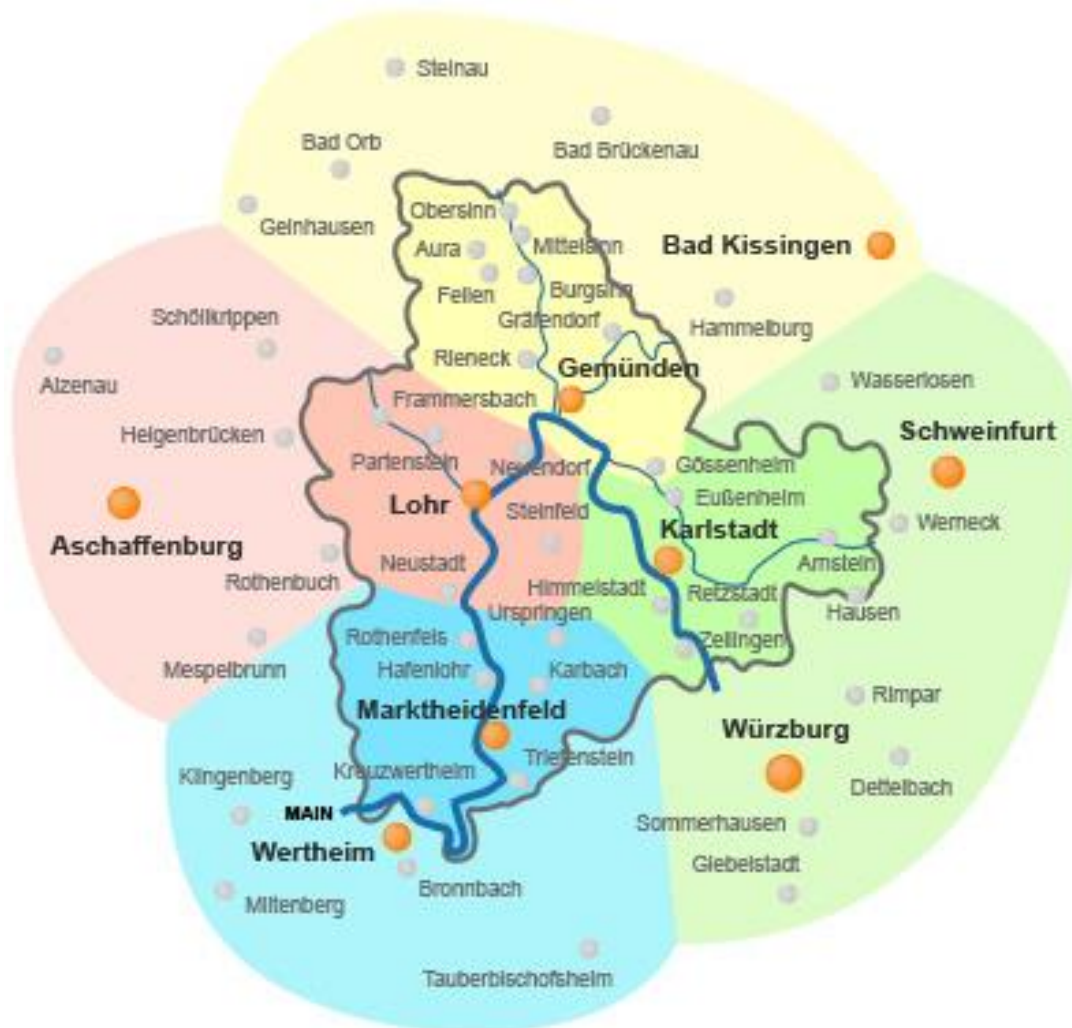 Steinau
Bad Orb
Bad Brückenau
Obersinn
Gelnhausen
Aura
Mittelsinn
Bad Kissingen
Fellen
Burgsinn
Schöllkrippen
Gräfendorf
Hammelburg
Alzenau
Rieneck
Gemünden
Wasserlosen
Frammersbach
Heigenbrücken
Schweinfurt
Partenstein
Neuendorf
Gössenheim
Lohr
Steinfeld
Eußenheim
Karlstadt
Werneck
Aschaffenburg
Neustadt
Arnstein
Rothenbuch
Himmelstadt
Retzstadt
Urspringen
Hausen
Rothenfels
Zellingen
Mespelbrunn
Hafenlohr
Karbach
Rimpar
Marktheidenfeld
Würzburg
Klingenberg
Kreuzwertheim
Triefenstein
Dettelbach
MAIN
Sommerhausen
Wertheim
Giebelstadt
Bronnbach
Miltenberg
Tauberbischofsheim